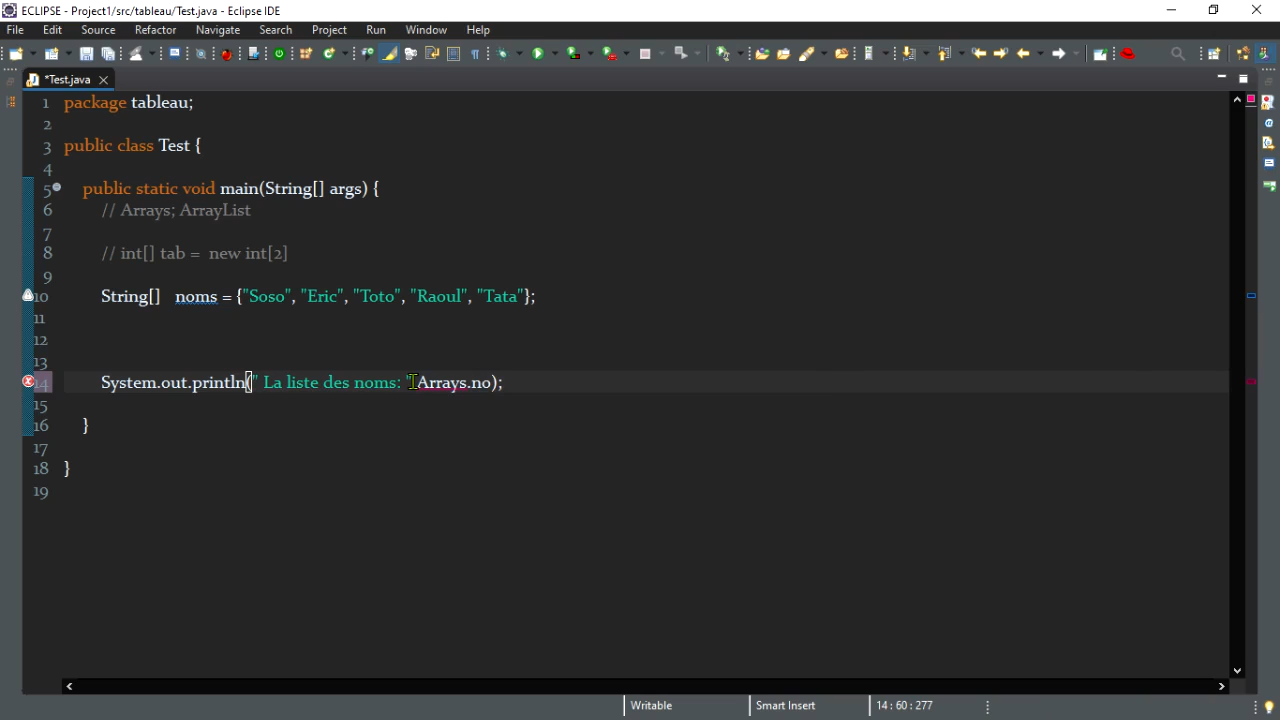 ECLIPSE - Project1/src/tableau/Test.java - Eclipse IDE
File Edit Source Refactor Navigate Search Project Run Window Help
*Test.java
1 package tableau;
2
3 public class Test {
4
5 public static void main(String[] args) {
6 // Arrays; ArrayList
7
8 // int[] tab = new int[2]
9
10 String[] noms = {"Soso", "Eric", "Toto", "Raoul", "Tata"};
11
12
13
14 System.out.println(" La liste des noms: " Arrays.no);
15
16 }
17
18 }
19
Writable Smart Insert 14 : 60 : 277